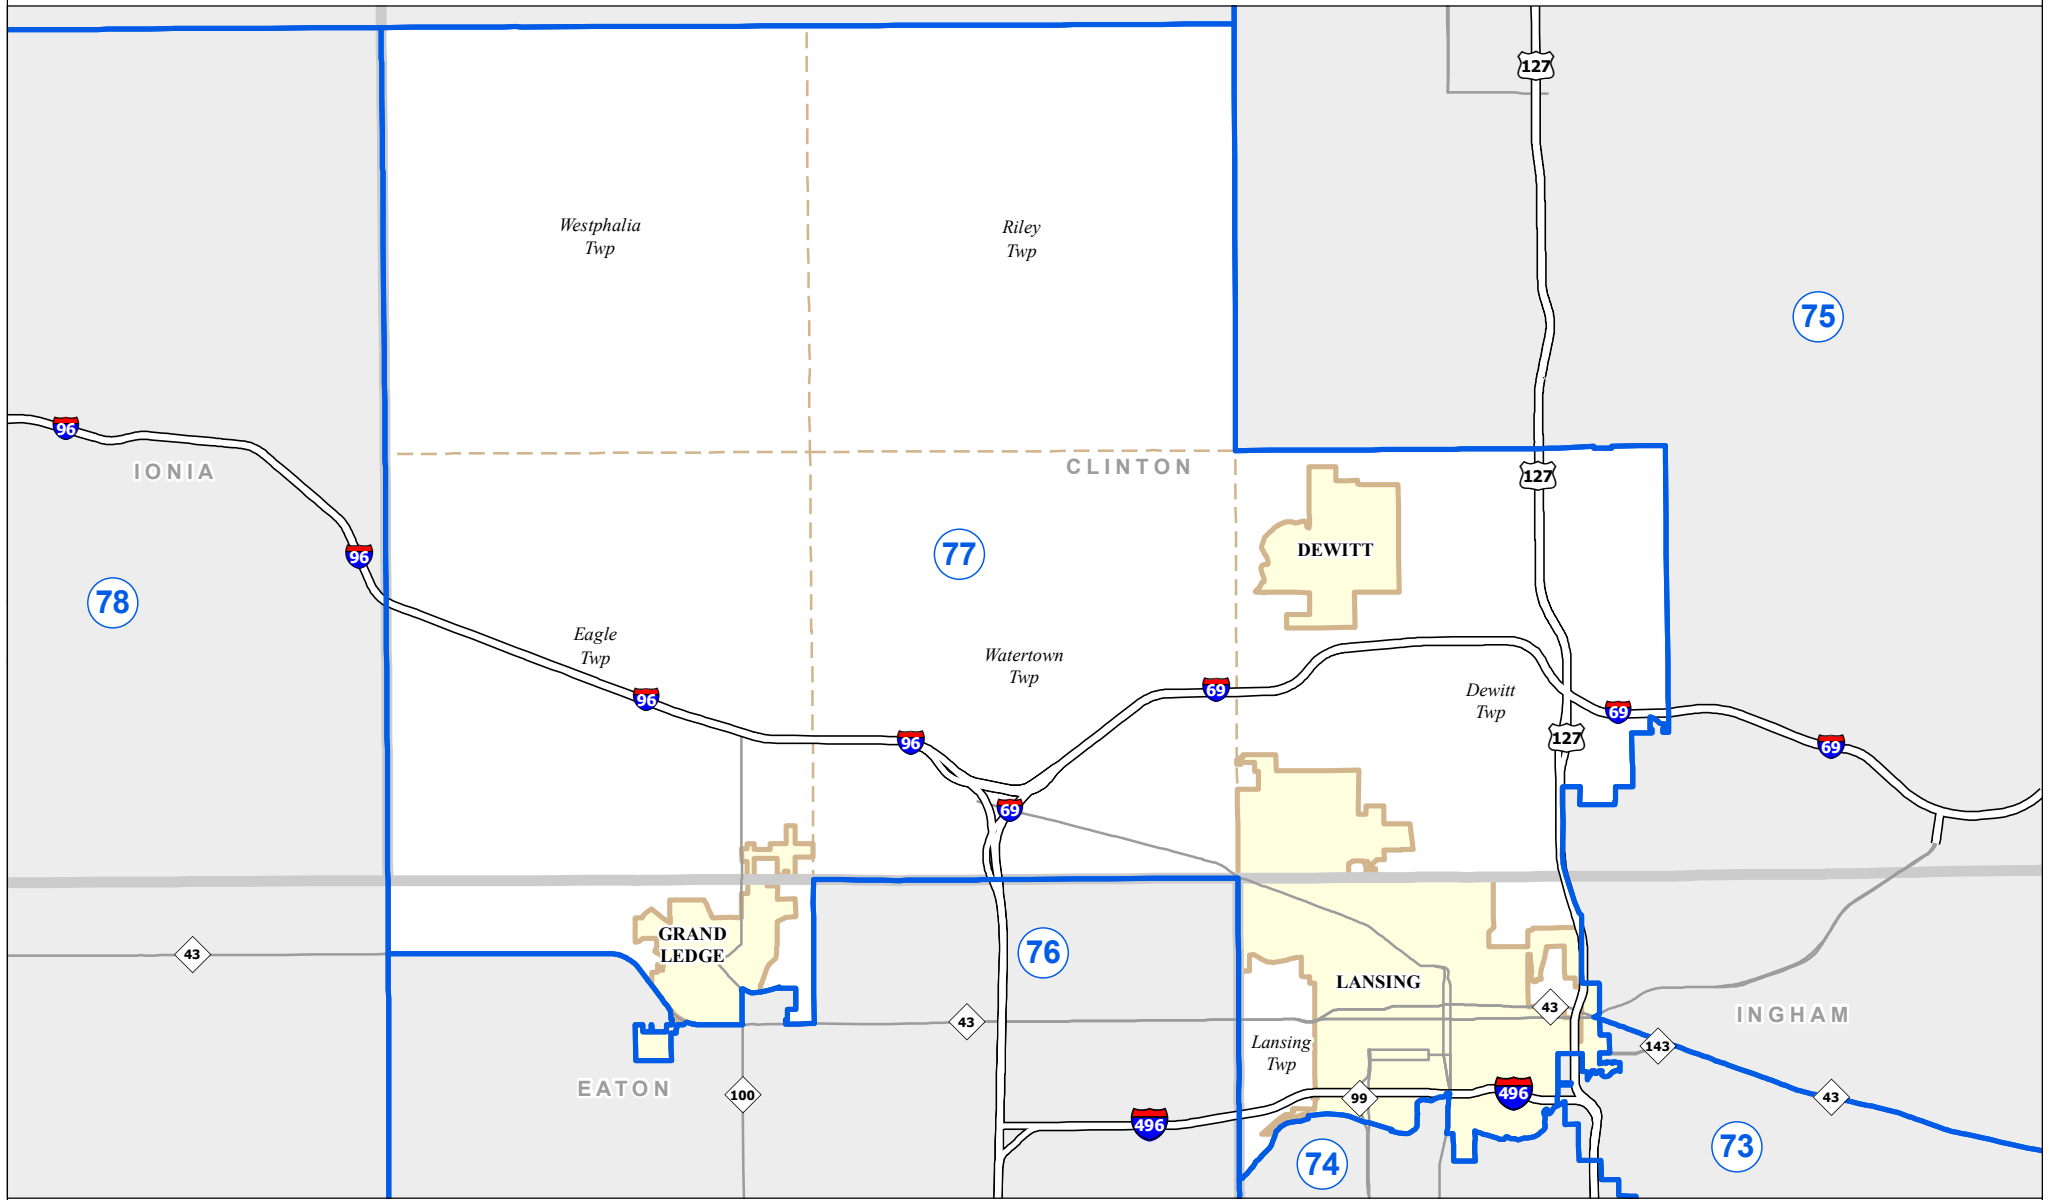 127
Westphalia
Twp
Riley
Twp
75
96
IONIA
CLINTON
127
77
DEWITT
96
78
Eagle
Twp
Watertown
Twp
69
96
Dewitt
Twp
69
96
127
69
69
GRAND
LEDGE
43
76
LANSING
43
43
INGHAM
Lansing
Twp
143
EATON
100
99
496
43
496
74
73